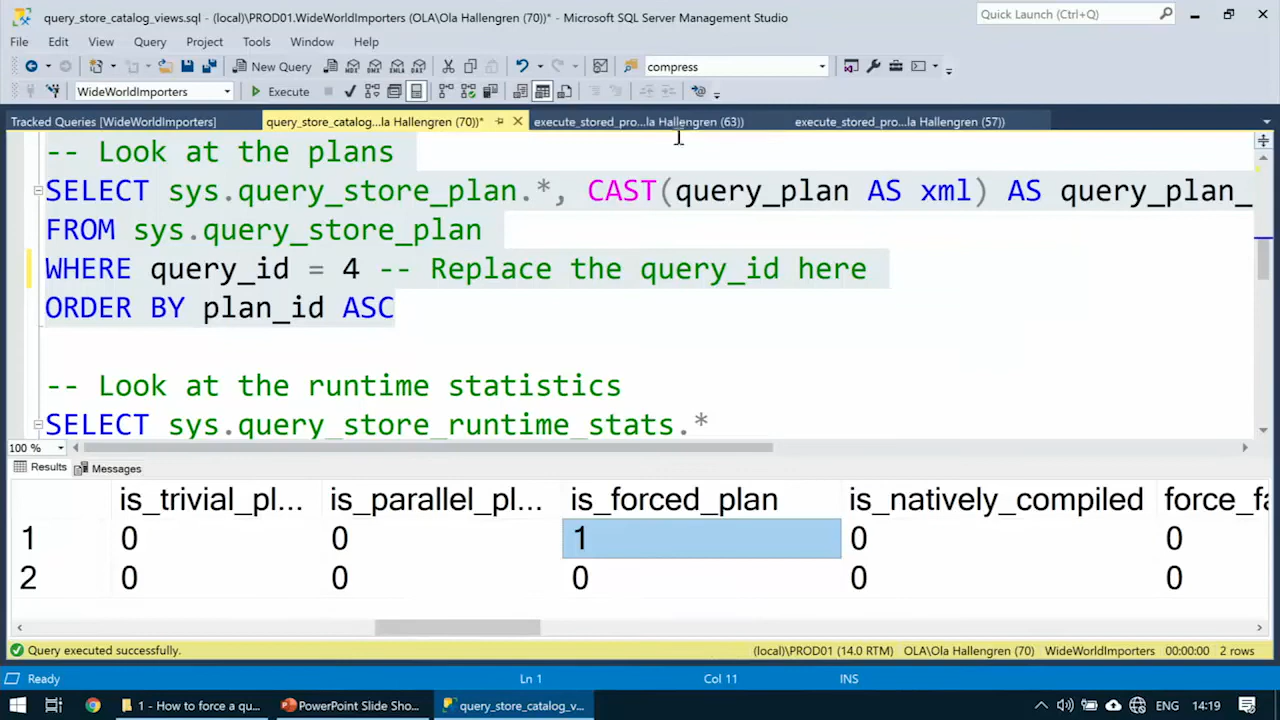 query_store_catalog_views.sql - (local)\PROD01.WideWorldImporters (OLA\Ola Hallengren (70))* - Microsoft SQL Server Management Studio
Quick Launch (Ctrl+Q)
File Edit View Query Project Tools Window Help
New Query MDX DMX XMLA DAX compress
WideWorldImporters Execute
Tracked Queries [WideWorldImporters] query_store_catalog...la Hallengren (70))* execute_stored_pro...la Hallengren (63)) execute_stored_pro...la Hallengren (57))
-- Look at the plans
SELECT sys.query_store_plan.*, CAST(query_plan AS xml) AS query_plan_
FROM sys.query_store_plan
WHERE query_id = 4 -- Replace the query_id here
ORDER BY plan_id ASC
-- Look at the runtime statistics
SELECT sys.query_store_runtime_stats.*
100 %
Results Messages
is_trivial_pl... is_parallel_pl... is_forced_plan is_natively_compiled force_fa
1 0 0 1 0 0
2 0 0 0 0 0
Query executed successfully. (local)\PROD01 (14.0 RTM) OLA\Ola Hallengren (70) WideWorldImporters 00:00:00 2 rows
Ready Ln 1 Col 11 INS
1 - How to force a qu... PowerPoint Slide Sho... query_store_catalog_v... ENG 14:19